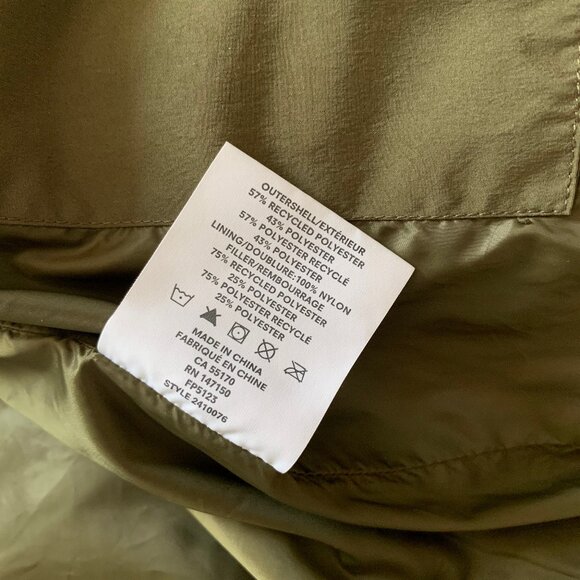 OUTERSHELL/EXTÉRIEUR
57% RECYCLED POLYESTER
43% POLYESTER
57% POLYESTER RECYCLÉ
43% POLYESTER
LINING/DOUBLURE:100% NYLON
FILLER/REMBOURRAGE
75% RECYCLED POLYESTER
25% POLYESTER
75% POLYESTER RECYCLÉ
25% POLYESTER
MADE IN CHINA
FABRIQUÉ EN CHINE
CA 55170
RN 147150
FP5123
STYLE 2410076